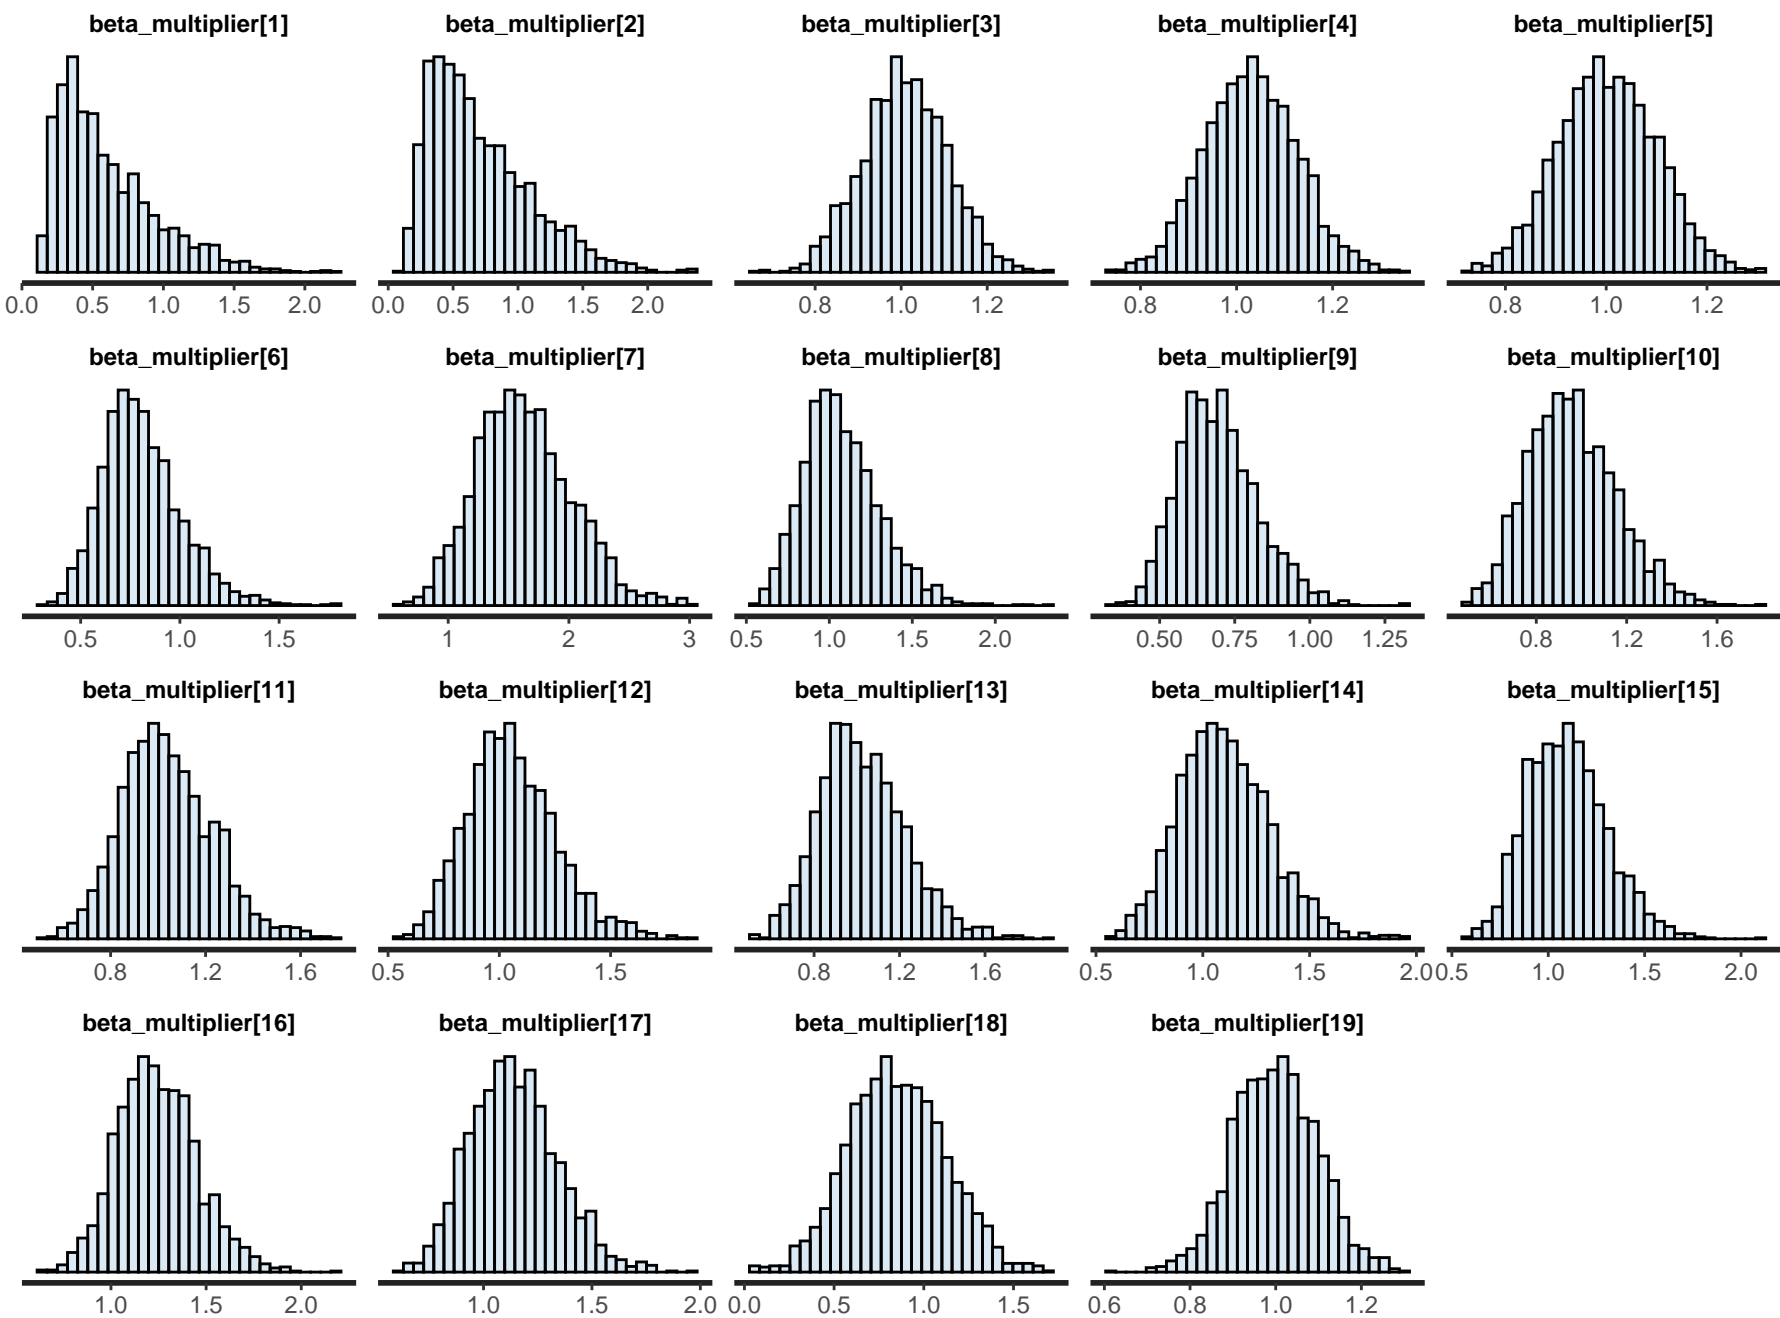 beta_multiplier[1] beta_multiplier[2] beta_multiplier[3] beta_multiplier[4] beta_multiplier[5]
0.0 0.5 1.0 1.5 2.0 0.0 0.5 1.0 1.5 2.0 0.8 1.0 1.2 0.8 1.0 1.2 0.8 1.0 1.2
beta_multiplier[6] beta_multiplier[7] beta_multiplier[8] beta_multiplier[9] beta_multiplier[10]
0.5 1.0 1.5 1 2 3 0.5 1.0 1.5 2.0 0.50 0.75 1.00 1.25 0.8 1.2 1.6
beta_multiplier[11] beta_multiplier[12] beta_multiplier[13] beta_multiplier[14] beta_multiplier[15]
0.8 1.2 1.6 0.5 1.0 1.5 0.8 1.2 1.6 0.5 1.0 1.5 2.0 0.5 1.0 1.5 2.0
beta_multiplier[16] beta_multiplier[17] beta_multiplier[18] beta_multiplier[19]
1.0 1.5 2.0 1.0 1.5 2.0 0.0 0.5 1.0 1.5 0.6 0.8 1.0 1.2